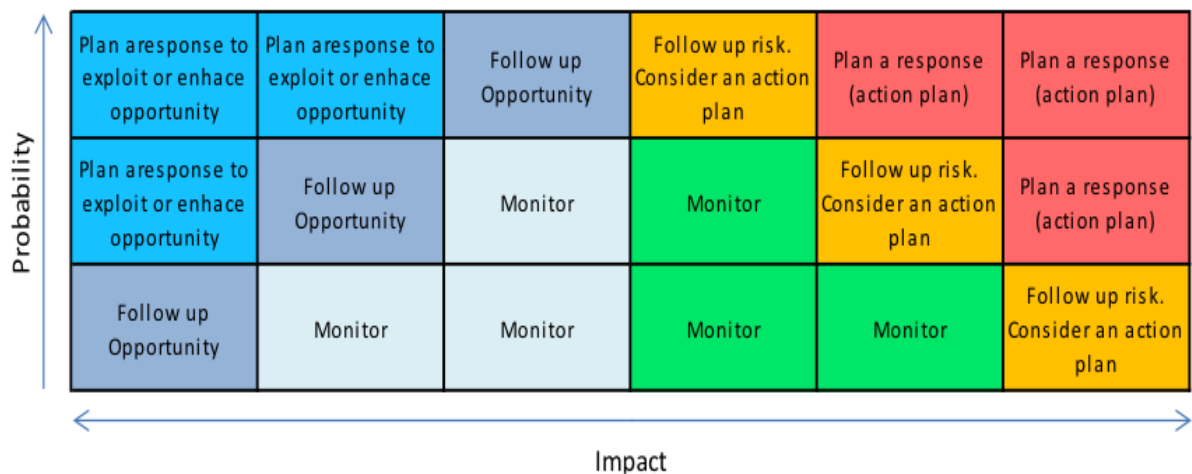 Plan aresponse to
exploit or enhace
opportunity
Plan aresponse to
exploit or enhace
opportunity
Follow up
Opportunity
Follow up risk.
Consider an action
plan
Plan a response
(action plan)
Plan a response
(action plan)
Plan aresponse to
exploit or enhace
opportunity
Follow up
Opportunity
Monitor
Monitor
Follow up risk.
Consider an action
plan
Plan a response
(action plan)
Follow up
Opportunity
Monitor
Monitor
Monitor
Monitor
Follow up risk.
Consider an action
plan
Probability
Impact